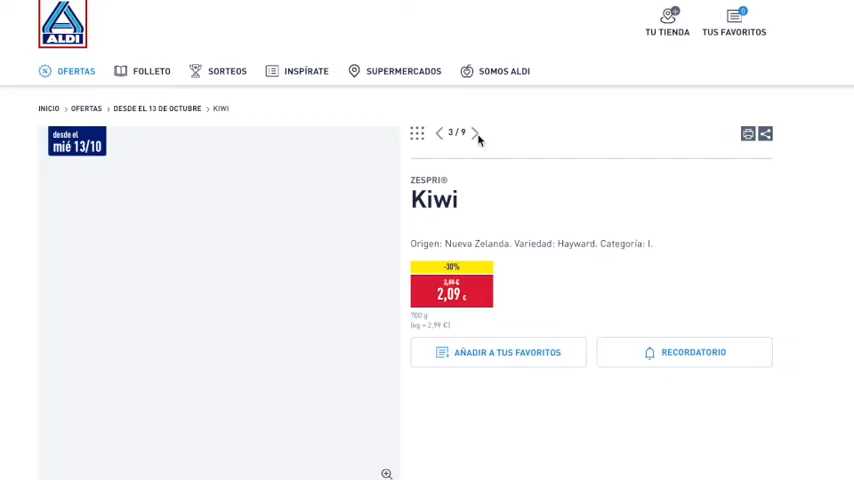 ALDI
TU TIENDA
0
TUS FAVORITOS
OFERTAS
FOLLETO
SORTEOS
INSPÍRATE
SUPERMERCADOS
SOMOS ALDI
INICIO > OFERTAS > DESDE EL 13 DE OCTUBRE > KIWI
desde el
mié 13/10
3 / 9
ZESPRI®
Kiwi
Origen: Nueva Zelanda. Variedad: Hayward. Categoría: I.
-30%
2,09 €
700 g
(kg = 2,99 €)
AÑADIR A TUS FAVORITOS
RECORDATORIO